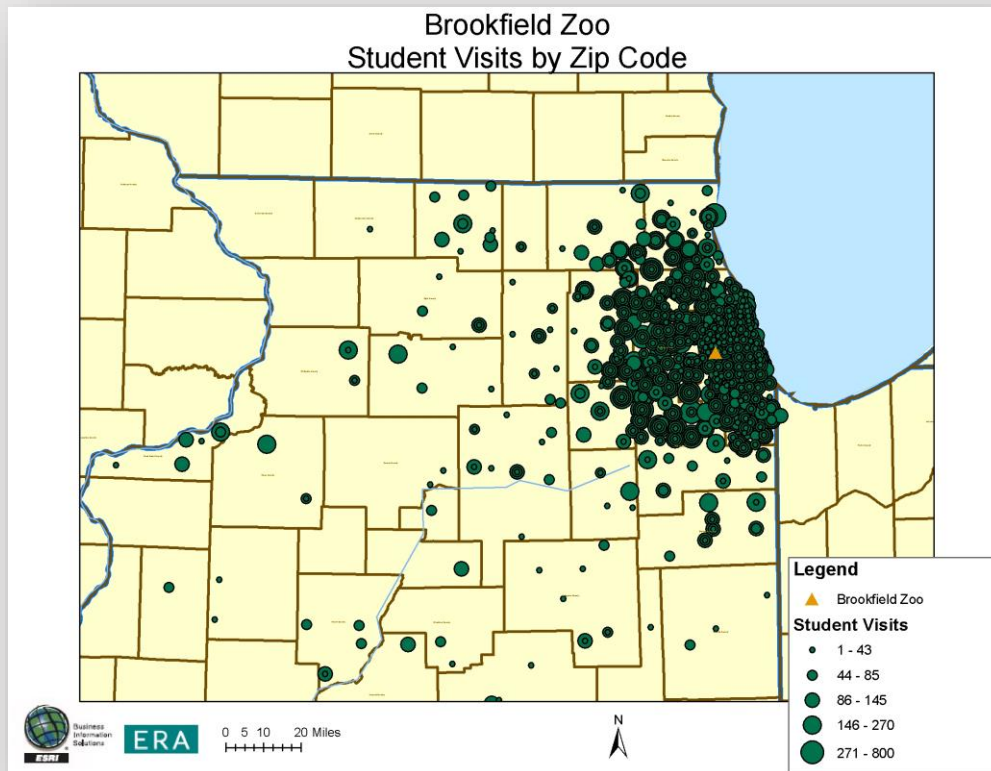 Brookfield Zoo
Student Visits by Zip Code
Legend
Brookfield Zoo
Student Visits
1 - 43
44 - 85
86 - 145
146 - 270
271 - 800
Business
Information
Solutions
ESRI
ERA
0 5 10 20 Miles
N